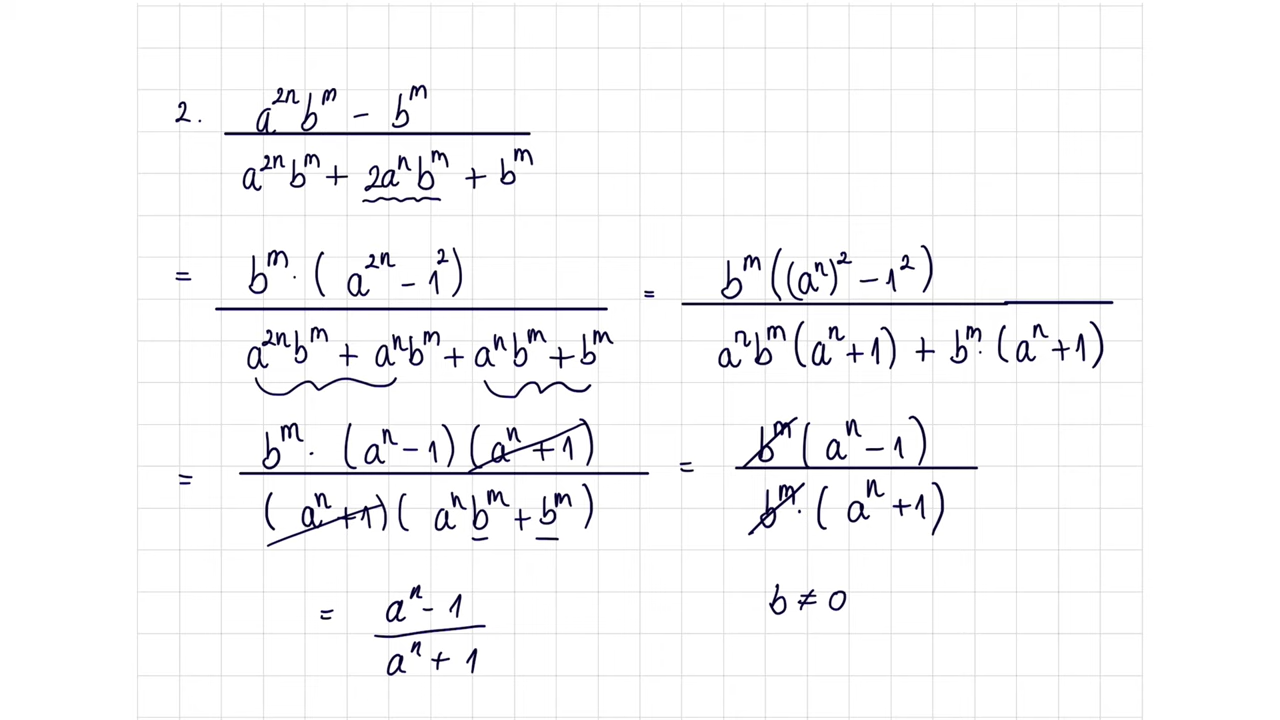 2. (a^{2n}b^m - b^m) / (a^{2n}b^m + 2a^nb^m + b^m)
= (b^m · (a^{2n} - 1^2)) / (a^{2n}b^m + a^nb^m + a^nb^m + b^m) = (b^m((a^n)^2 - 1^2)) / (a^nb^m(a^n + 1) + b^m · (a^n + 1))
= (b^m · (a^n - 1)(a^n + 1)) / ((a^n + 1)(a^nb^m + b^m)) = (b^m(a^n - 1)) / (b^m · (a^n + 1))
= (a^n - 1) / (a^n + 1) b ≠ 0